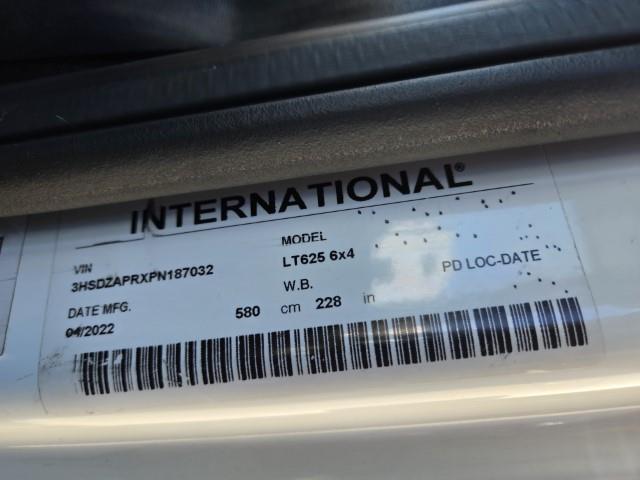 INTERNATIONAL®
VIN
3HSDZAPRXPN187032
MODEL
LT625 6x4
PD LOC-DATE
DATE MFG.
04/2022
W.B.
580 cm 228 in